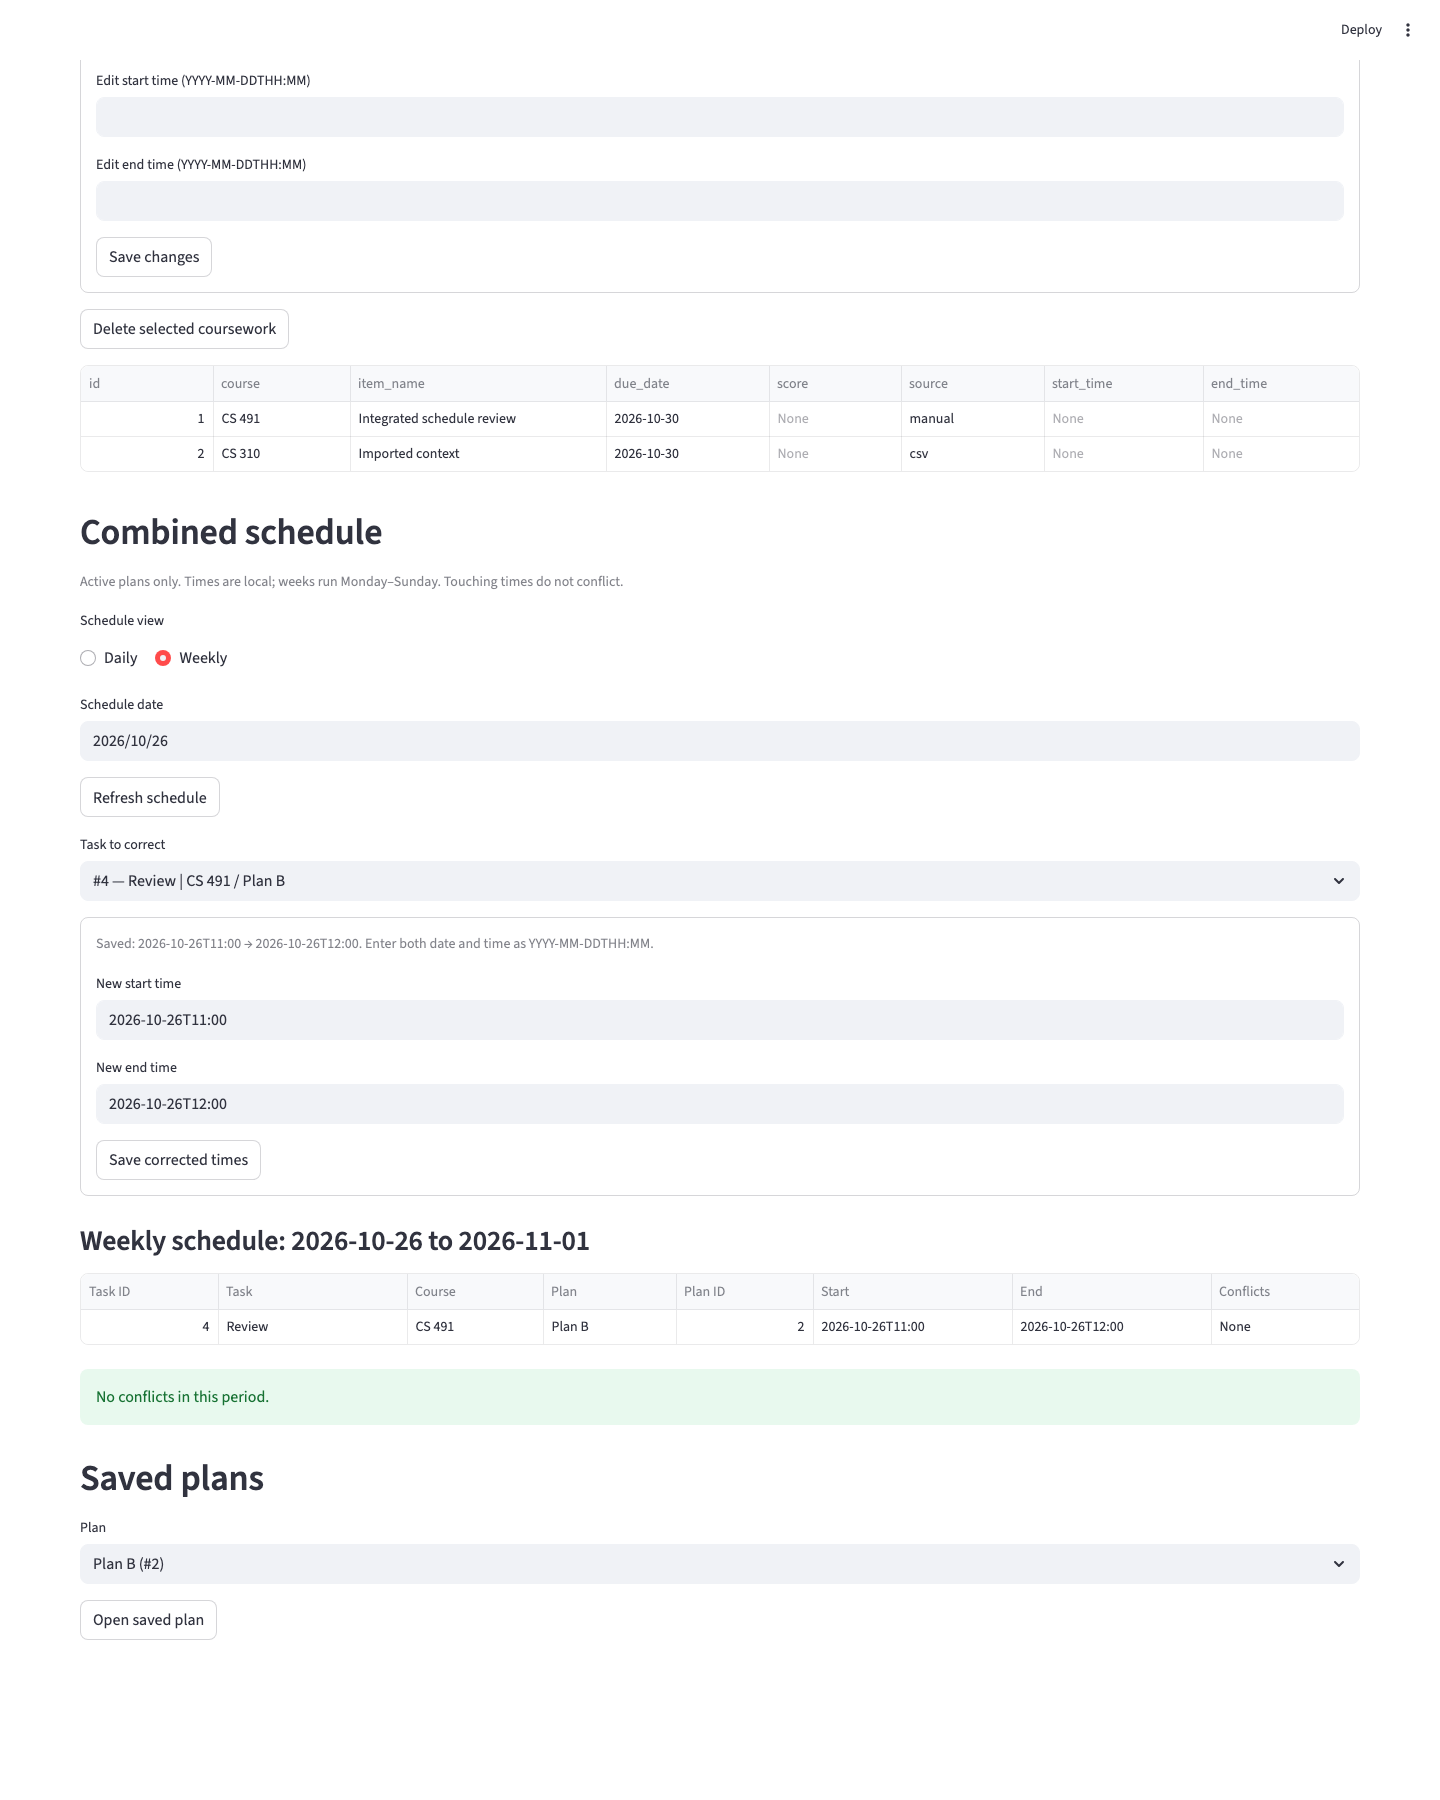 Deploy
Edit start time (YYYY-MM-DDTHH:MM)
Edit end time (YYYY-MM-DDTHH:MM)
Save changes
Delete selected coursework
id course item_name due_date score source start_time end_time
1 CS 491 Integrated schedule review 2026-10-30 None manual None None
2 CS 310 Imported context 2026-10-30 None csv None None
Combined schedule
Active plans only. Times are local; weeks run Monday–Sunday. Touching times do not conflict.
Schedule view
Daily Weekly
Schedule date
2026/10/26
Refresh schedule
Task to correct
#4 — Review | CS 491 / Plan B
Saved: 2026-10-26T11:00 → 2026-10-26T12:00. Enter both date and time as YYYY-MM-DDTHH:MM.
New start time
2026-10-26T11:00
New end time
2026-10-26T12:00
Save corrected times
Weekly schedule: 2026-10-26 to 2026-11-01
Task ID Task Course Plan Plan ID Start End Conflicts
4 Review CS 491 Plan B 2 2026-10-26T11:00 2026-10-26T12:00 None
No conflicts in this period.
Saved plans
Plan
Plan B (#2)
Open saved plan